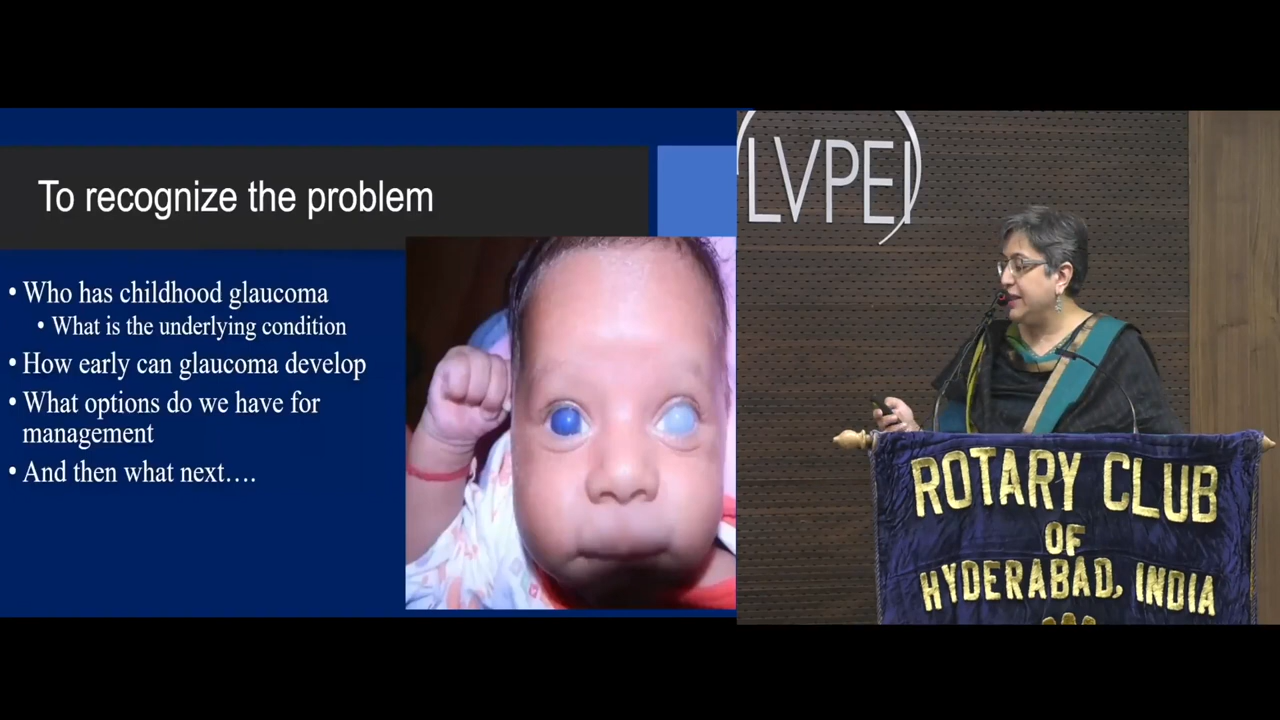 To recognize the problem
• Who has childhood glaucoma
• What is the underlying condition
• How early can glaucoma develop
• What options do we have for
management
• And then what next….
LVPEI
ROTARY CLUB
OF
HYDERABAD, INDIA